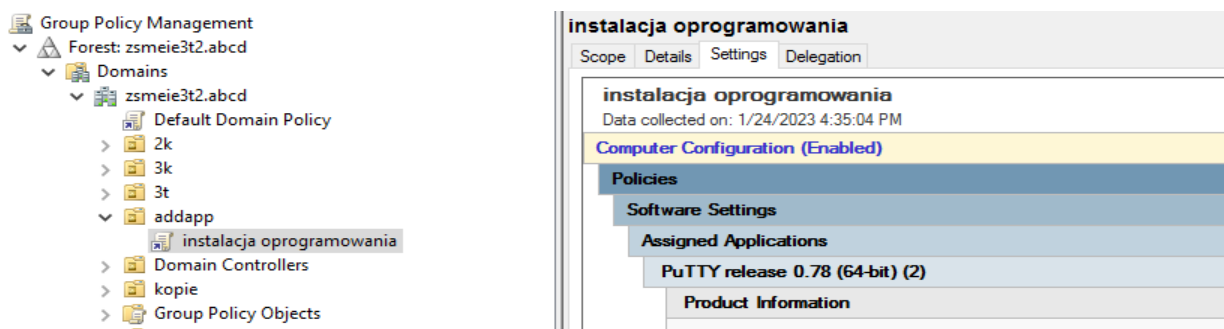 Group Policy Management
Forest: zsmeie3t2.abcd
Domains
zsmeie3t2.abcd
Default Domain Policy
2k
3k
3t
addapp
instalacja oprogramowania
Domain Controllers
kopie
Group Policy Objects
instalacja oprogramowania
Scope Details Settings Delegation
instalacja oprogramowania
Data collected on: 1/24/2023 4:35:04 PM
Computer Configuration (Enabled)
Policies
Software Settings
Assigned Applications
PuTTY release 0.78 (64-bit) (2)
Product Information